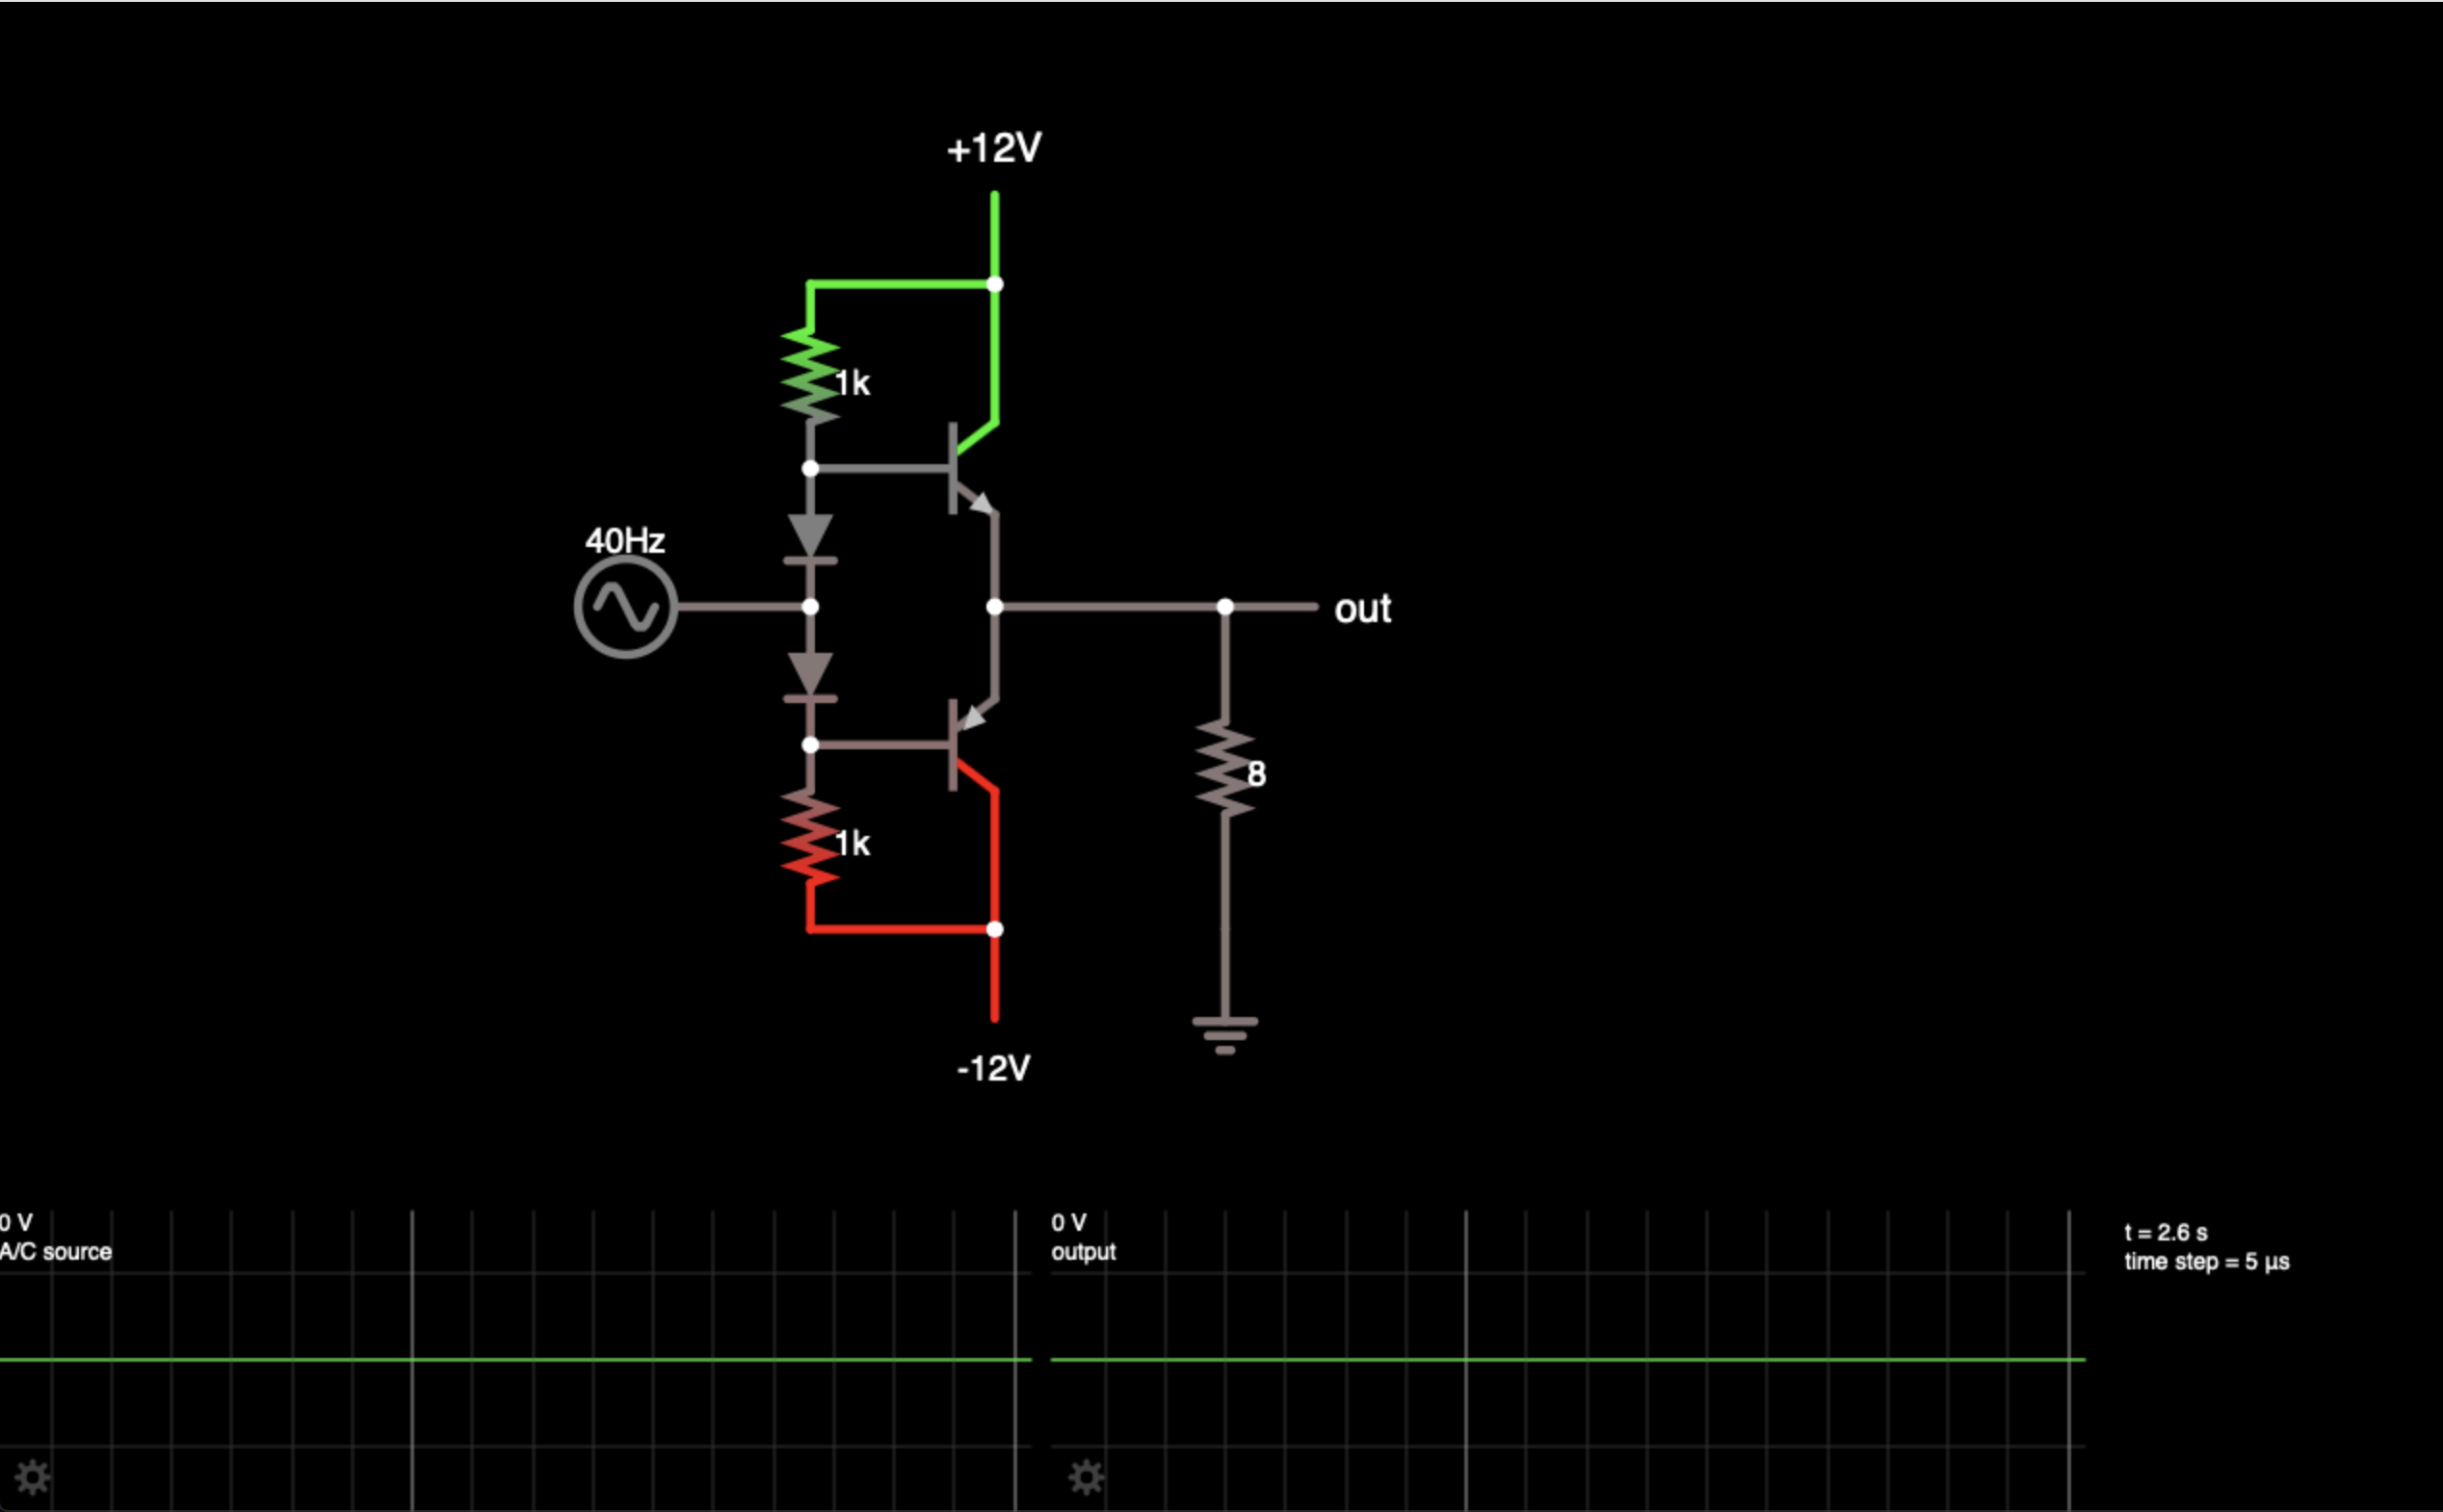 +12V
1k
40Hz
out
8
1k
-12V
0 V
A/C source
0 V
output
t = 2.6 s
time step = 5 µs